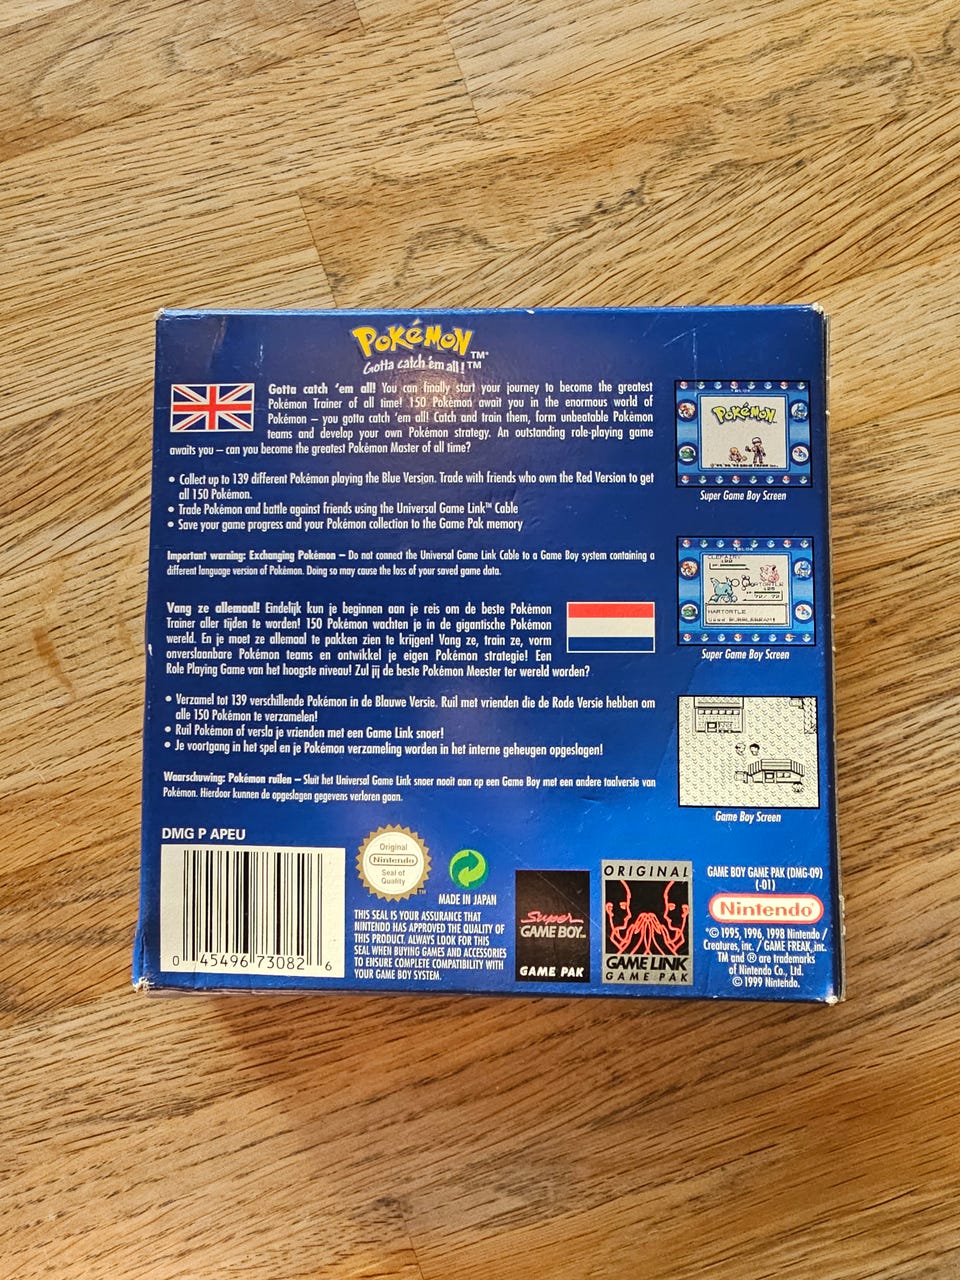 POKéMON™
Gotta catch 'em all!™
Gotta catch 'em all! You can finally start your journey to become the greatest
Pokémon Trainer of all time! 150 Pokémon await you in the enormous world of
Pokémon – you gotta catch 'em all! Catch and train them, form unbeatable Pokémon
teams and develop your own Pokémon strategy. An outstanding role-playing game
awaits you – can you become the greatest Pokémon Master of all time?
• Collect up to 139 different Pokémon playing the Blue Version. Trade with friends who own the Red Version to get
all 150 Pokémon.
• Trade Pokémon and battle against friends using the Universal Game Link™ Cable
• Save your game progress and your Pokémon collection to the Game Pak memory
Important warning: Exchanging Pokémon – Do not connect the Universal Game Link Cable to a Game Boy system containing a
different language version of Pokémon. Doing so may cause the loss of your saved game data.
Vang ze allemaal! Eindelijk kun je beginnen aan je reis om de beste Pokémon
Trainer aller tijden te worden! 150 Pokémon wachten je in de gigantische Pokémon
wereld. En je moet ze allemaal te pakken zien te krijgen! Vang ze, train ze, vorm
onverslaanbare Pokémon teams en ontwikkel je eigen Pokémon strategie! Een
Role Playing Game van het hoogste niveau! Zul jij de beste Pokémon Meester ter wereld worden?
• Verzamel tot 139 verschillende Pokémon in de Blauwe Versie. Ruil met vrienden die de Rode Versie hebben om
alle 150 Pokémon te verzamelen!
• Ruil Pokémon of versla je vrienden met een Game Link snoer!
• Je voortgang in het spel en je Pokémon verzameling worden in het interne geheugen opgeslagen!
Waarschuwing: Pokémon ruilen – Sluit het Universal Game Link snoer nooit aan op een Game Boy met een andere taalversie van
Pokémon. Hierdoor kunnen de opgeslagen gegevens verloren gaan.
POKéMON
Super Game Boy Screen
CLEFAIRY
WARTORTLE
WARTORTLE
used BUBBLEBEAM!
Super Game Boy Screen
Game Boy Screen
DMG P APEU
0 45496 73082 6
Original
Nintendo
Seal of
Quality
™
MADE IN JAPAN
THIS SEAL IS YOUR ASSURANCE THAT
NINTENDO HAS APPROVED THE QUALITY OF
THIS PRODUCT. ALWAYS LOOK FOR THIS
SEAL WHEN BUYING GAMES AND ACCESSORIES
TO ENSURE COMPLETE COMPATIBILITY WITH
YOUR GAME BOY SYSTEM.
Super
GAME BOY™
GAME PAK
ORIGINAL
GAME LINK
GAME PAK
GAME BOY GAME PAK (DMG-09)
(-01)
Nintendo®
© 1995, 1996, 1998 Nintendo /
Creatures, inc. / GAME FREAK, inc.
TM and ® are trademarks
of Nintendo Co., Ltd.
© 1999 Nintendo.